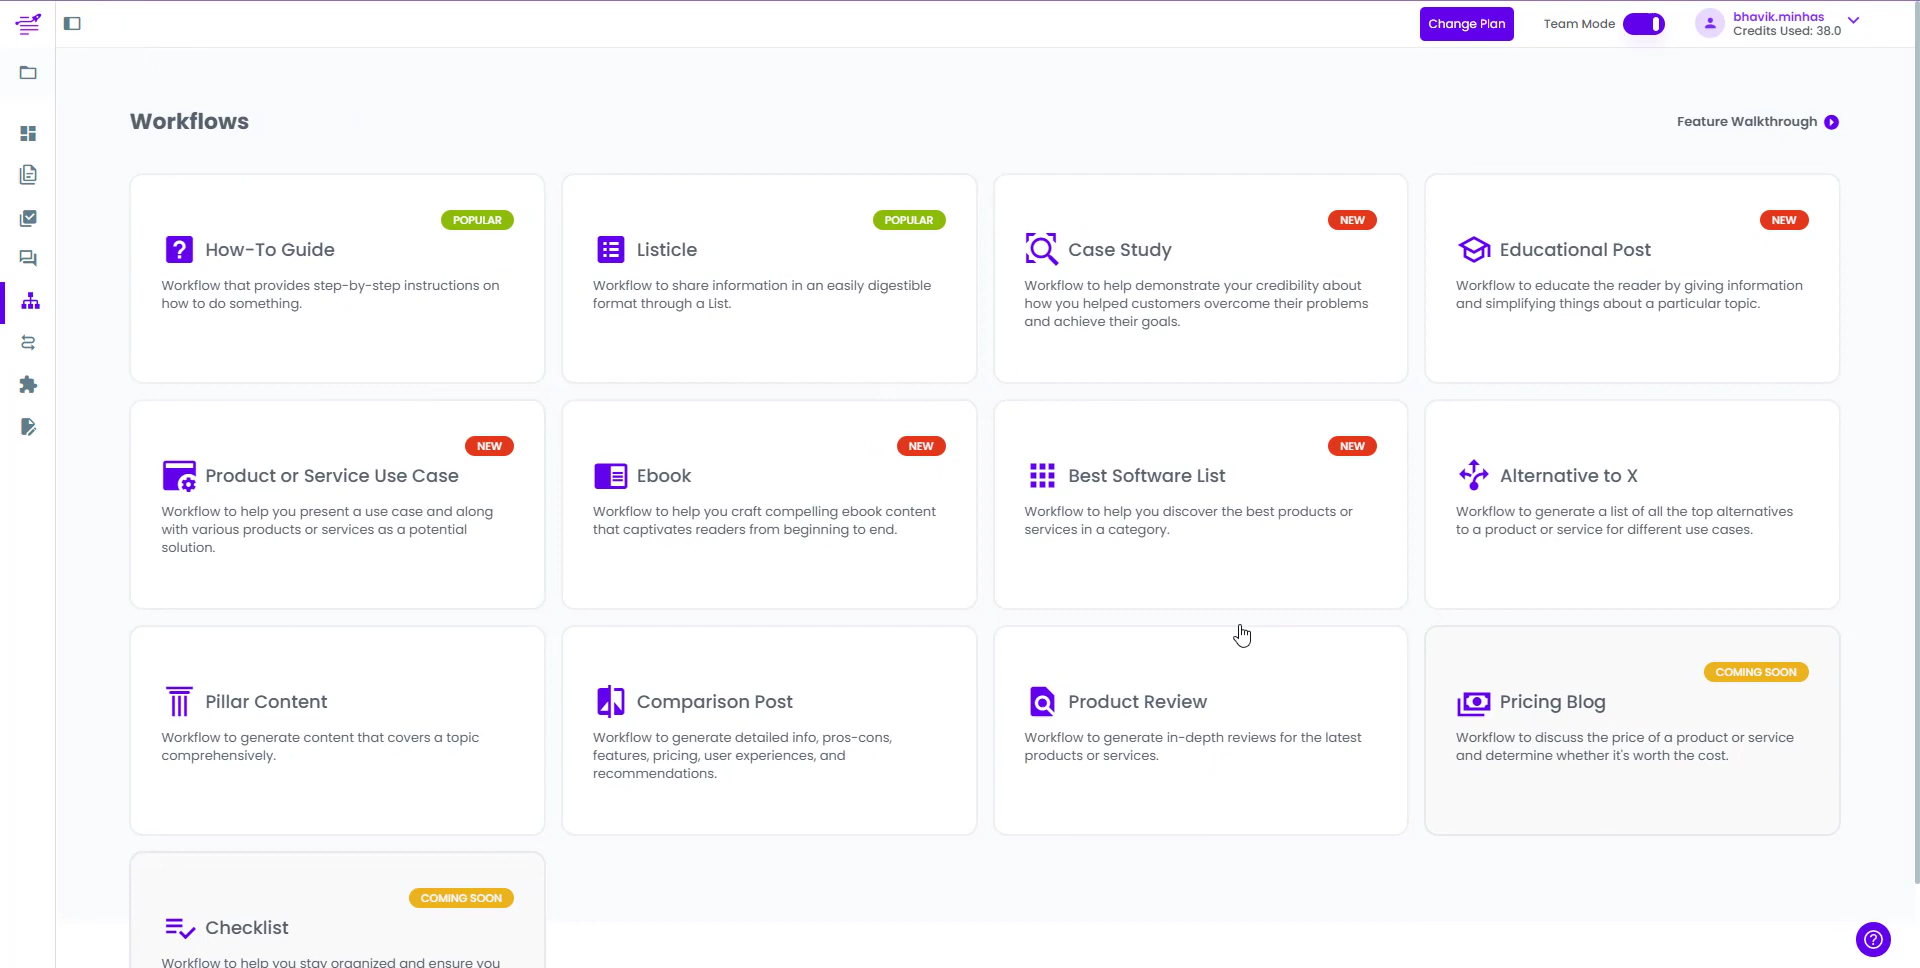 Change Plan
Team Mode
bhavik.minhas
Credits Used: 38.0
Workflows
Feature Walkthrough
POPULAR
How-To Guide
Workflow that provides step-by-step instructions on
how to do something.
POPULAR
Listicle
Workflow to share information in an easily digestible
format through a List.
NEW
Case Study
Workflow to help demonstrate your credibility about
how you helped customers overcome their problems
and achieve their goals.
NEW
Educational Post
Workflow to educate the reader by giving information
and simplifying things about a particular topic.
NEW
Product or Service Use Case
Workflow to help you present a use case and along
with various products or services as a potential
solution.
NEW
Ebook
Workflow to help you craft compelling ebook content
that captivates readers from beginning to end.
NEW
Best Software List
Workflow to help you discover the best products or
services in a category.
Alternative to X
Workflow to generate a list of all the top alternatives
to a product or service for different use cases.
Pillar Content
Workflow to generate content that covers a topic
comprehensively.
Comparison Post
Workflow to generate detailed info, pros-cons,
features, pricing, user experiences, and
recommendations.
Product Review
Workflow to generate in-depth reviews for the latest
products or services.
COMING SOON
Pricing Blog
Workflow to discuss the price of a product or service
and determine whether it's worth the cost.
COMING SOON
Checklist
Workflow to help you stay organized and ensure you